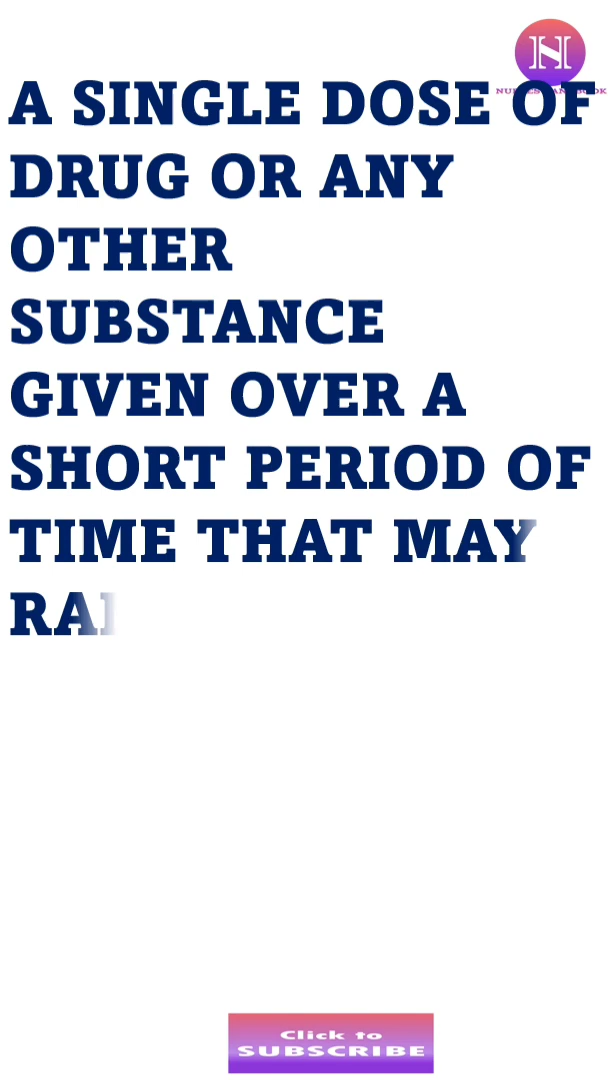 A SINGLE DOSE OF
DRUG OR ANY
OTHER
SUBSTANCE
GIVEN OVER A
SHORT PERIOD OF
TIME THAT MAY
Click to
SUBSCRIBE